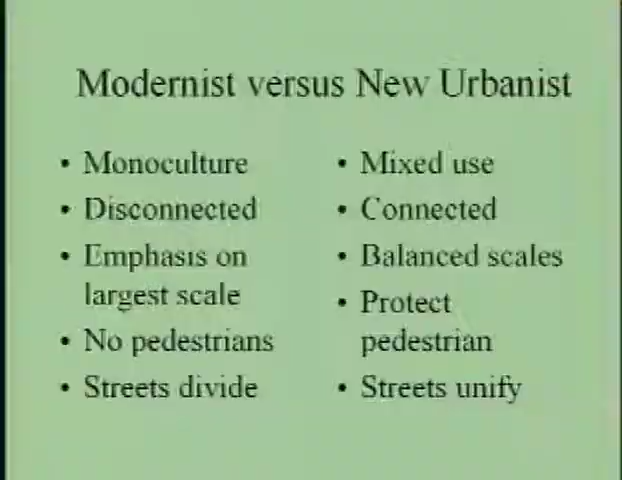 Modernist versus New Urbanist
• Monoculture
• Disconnected
• Emphasis on
largest scale
• No pedestrians
• Streets divide
• Mixed use
• Connected
• Balanced scales
• Protect
pedestrian
• Streets unify